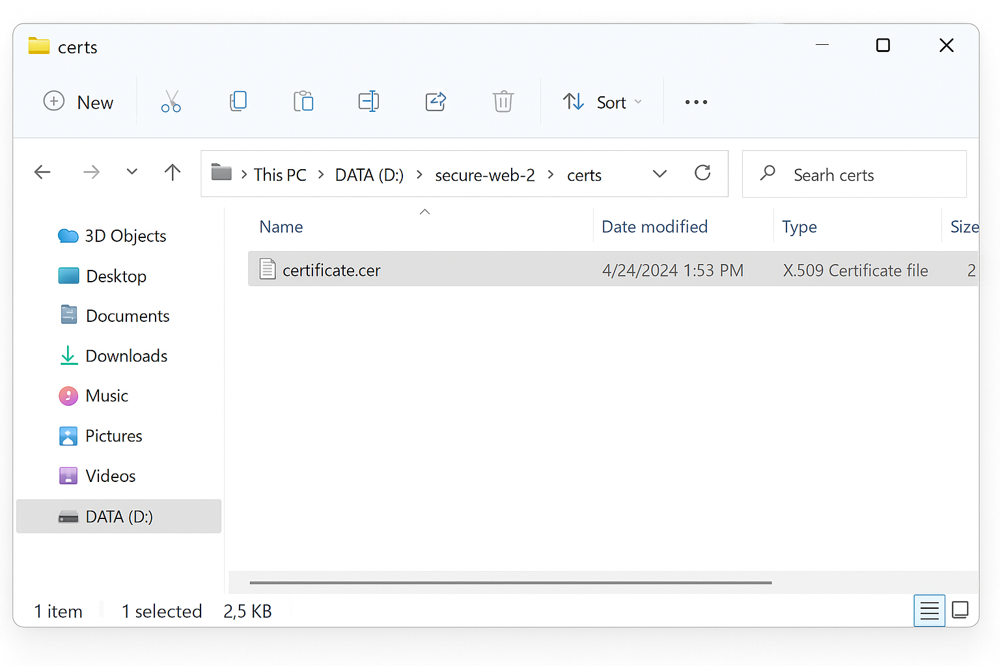 certs
New
Sort
This PC > DATA (D:) > secure-web-2 > certs
Searh certs
3D Objects
Desktop
Documents
Downloads
Music
Pictures
Videos
DATA (D:)
Name Date modified Type Size
certificate.cer 4/24/2024 1:53 PM X.509 Certificate file 2
1 item 1 selected 2,5 KB